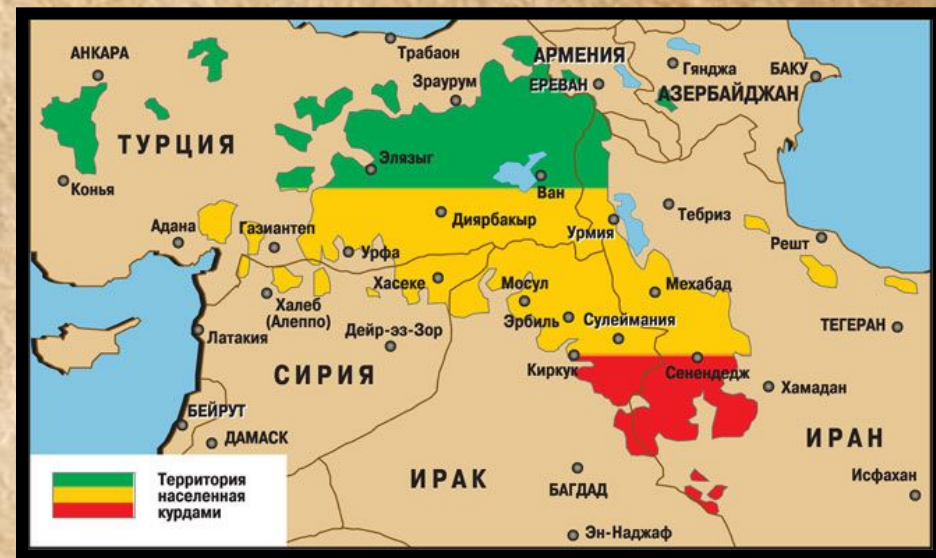 АНКАРА
Трабаон
АРМЕНИЯ
Гянджа
БАКУ
Зраурум
ЕРЕВАН
АЗЕРБАЙДЖАН
ТУРЦИЯ
Элязыг
Ван
Конья
Диярбакыр
Тебриз
Адана
Газиантеп
Урмия
Решт
Урфа
Хасеке
Мосул
Мехабад
Халеб
(Алеппо)
Эрбиль
Сулеймания
Латакия
Дейр-эз-Зор
ТЕГЕРАН
СИРИЯ
Киркук
Сенендедж
Хамадан
БЕЙРУТ
ДАМАСК
ИРАН
Территория
населенная
курдами
ИРАК
БАГДАД
Исфахан
Эн-Наджаф